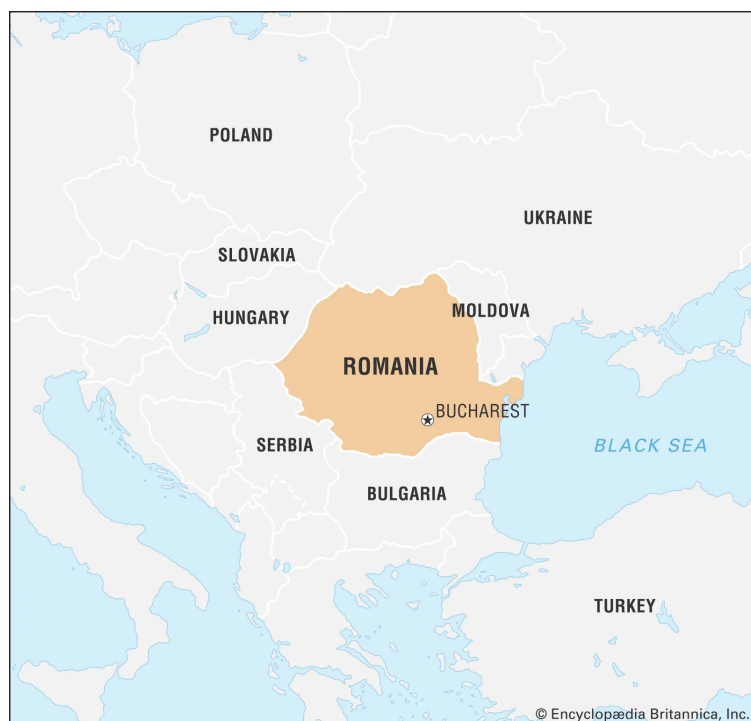 POLAND
UKRAINE
SLOVAKIA
HUNGARY
MOLDOVA
ROMANIA
BUCHAREST
SERBIA
BLACK SEA
BULGARIA
TURKEY
© Encyclopædia Britannica, Inc.